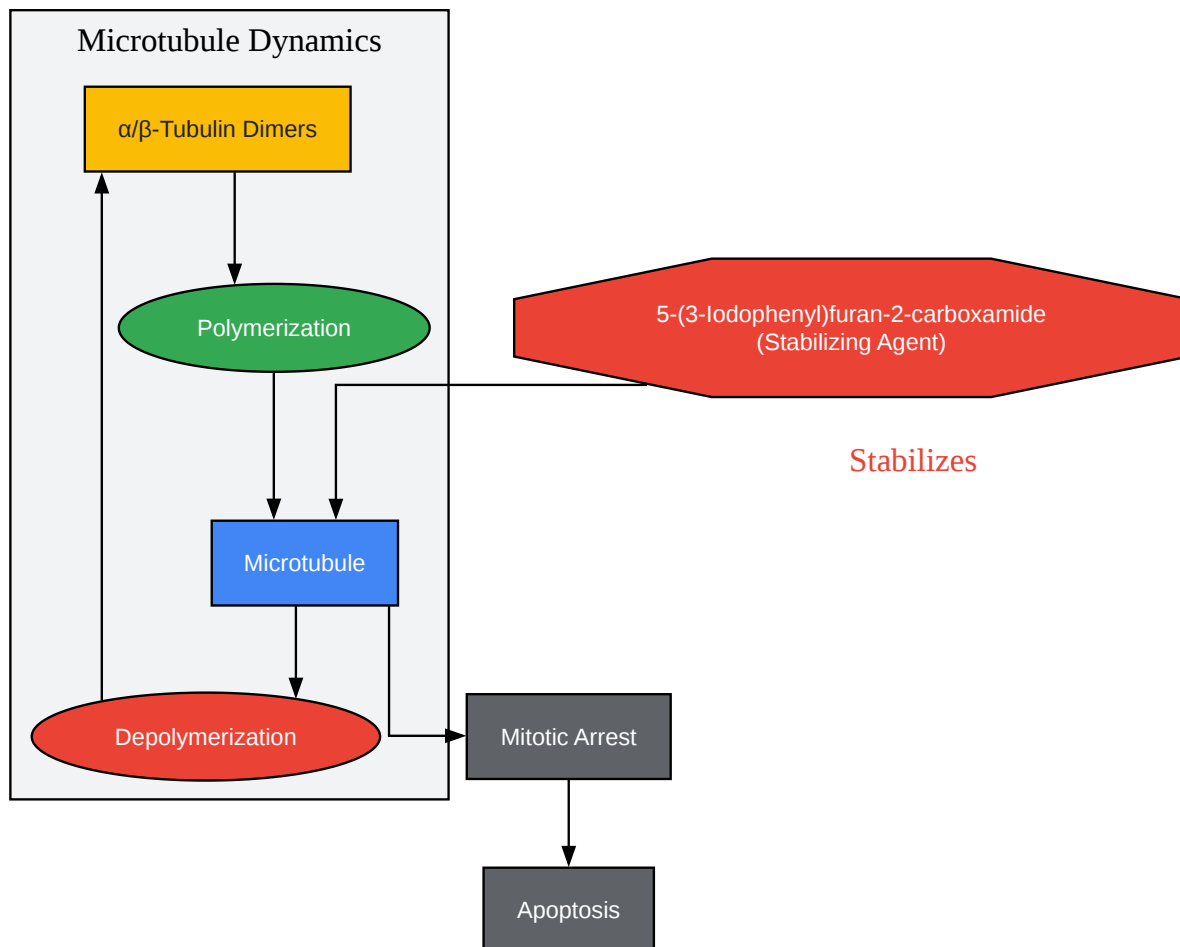 Microtubule Dynamics
α/β-Tubulin Dimers
Polymerization
5-(3-Iodophenyl)furan-2-carboxamide
(Stabilizing Agent)
Stabilizes
Microtubule
Depolymerization
Mitotic Arrest
Apoptosis